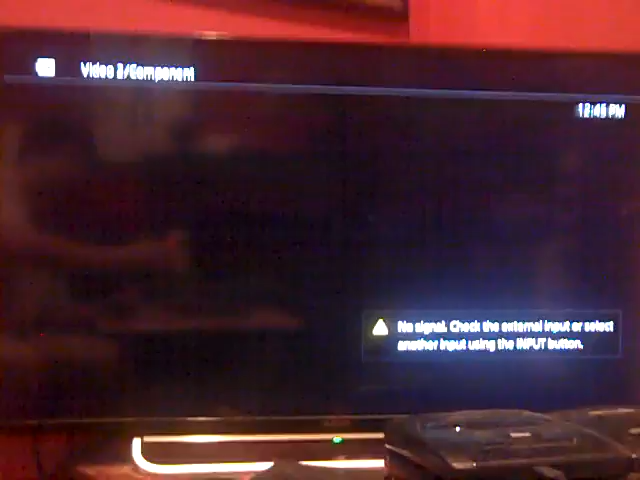 Video 2/Component
12:45 PM
No signal. Check the external input or select
another input using the INPUT button.